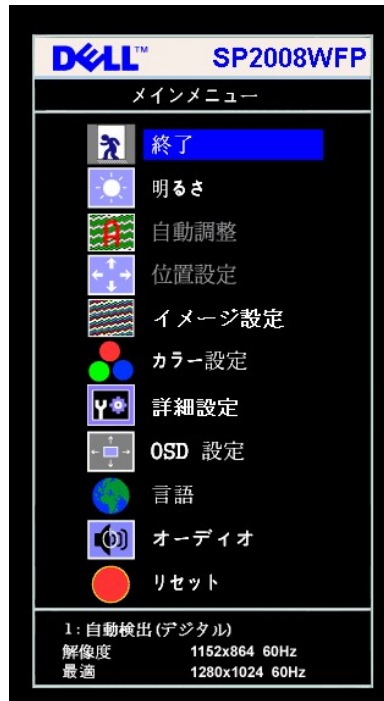 DELL™ SP2008WFP
メインメニュー
終了
明るさ
自動調整
位置設定
イメージ設定
カラー設定
詳細設定
OSD 設定
言語
オーディオ
リセット
1: 自動検出(デジタル)
解像度 1152x864 60Hz
最適 1280x1024 60Hz